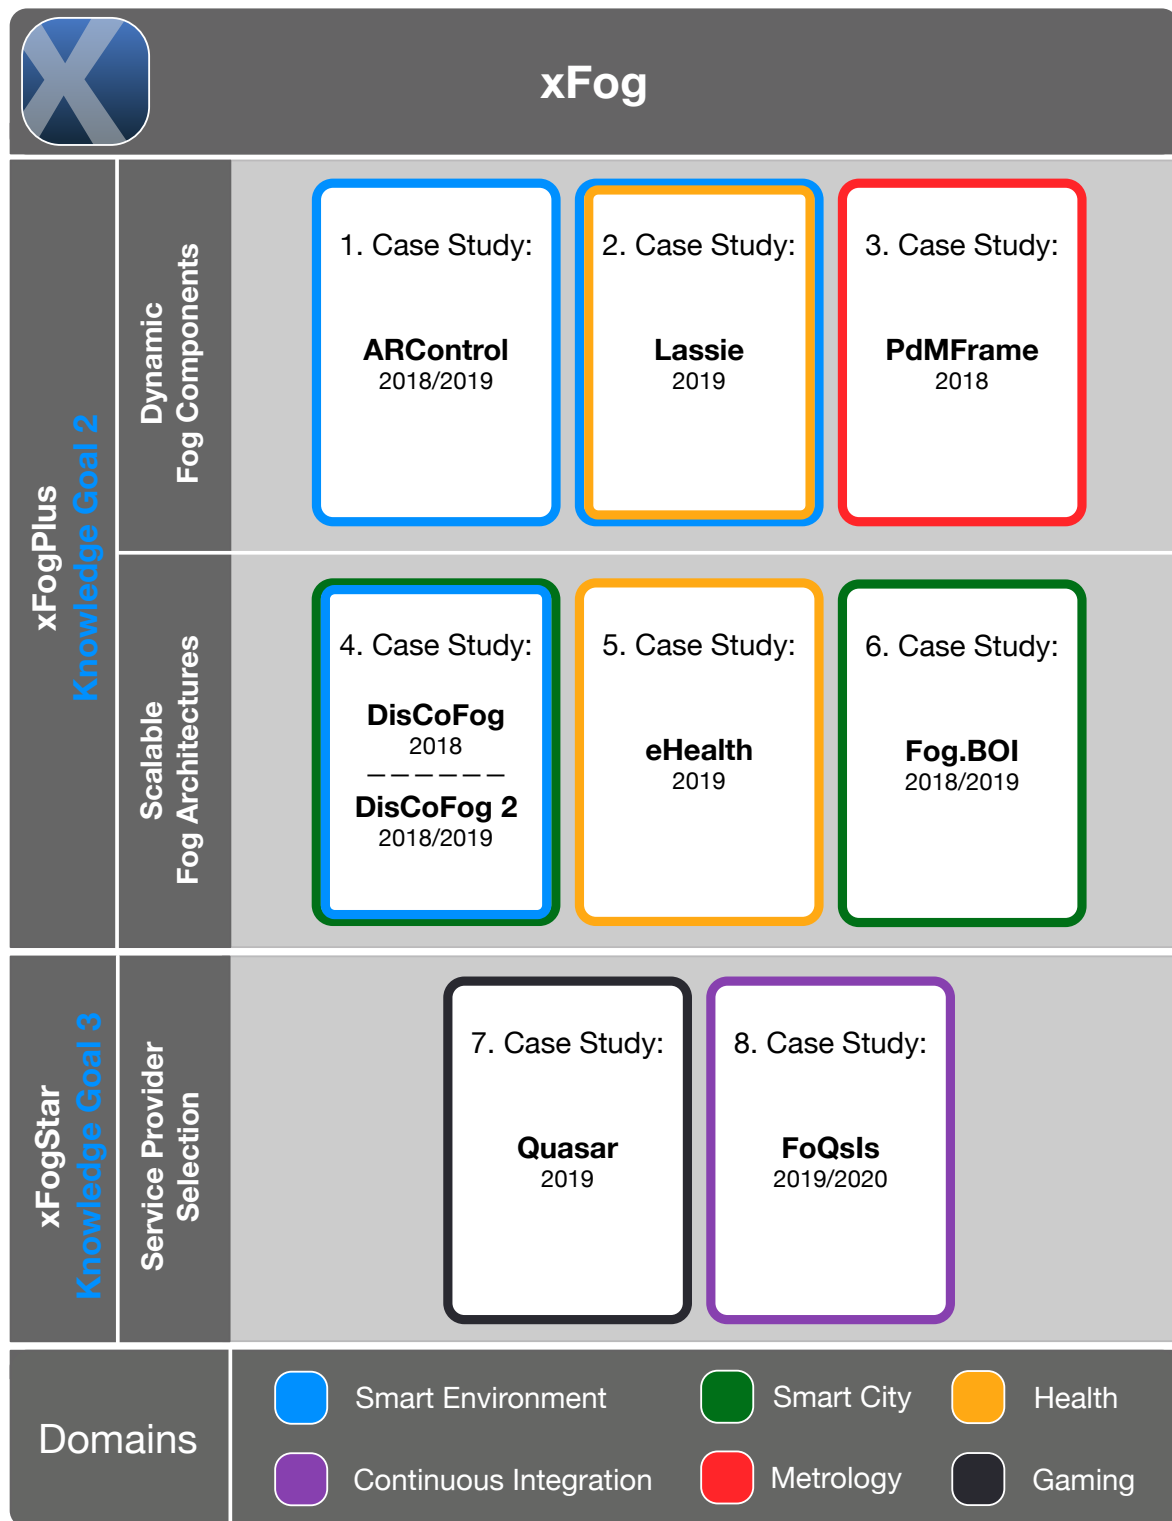 X
xFog
xFogPlus
Knowledge Goal 2
Dynamic
Fog Components
1. Case Study:
ARControl
2018/2019
2. Case Study:
Lassie
2019
3. Case Study:
PdMFrame
2018
Scalable
Fog Architectures
4. Case Study:
DisCoFog
2018
DisCoFog 2
2018/2019
5. Case Study:
eHealth
2019
6. Case Study:
Fog.BOI
2018/2019
xFogStar
Knowledge Goal 3
Service Provider
Selection
7. Case Study:
Quasar
2019
8. Case Study:
FoQsIs
2019/2020
Domains
Smart Environment
Smart City
Health
Continuous Integration
Metrology
Gaming